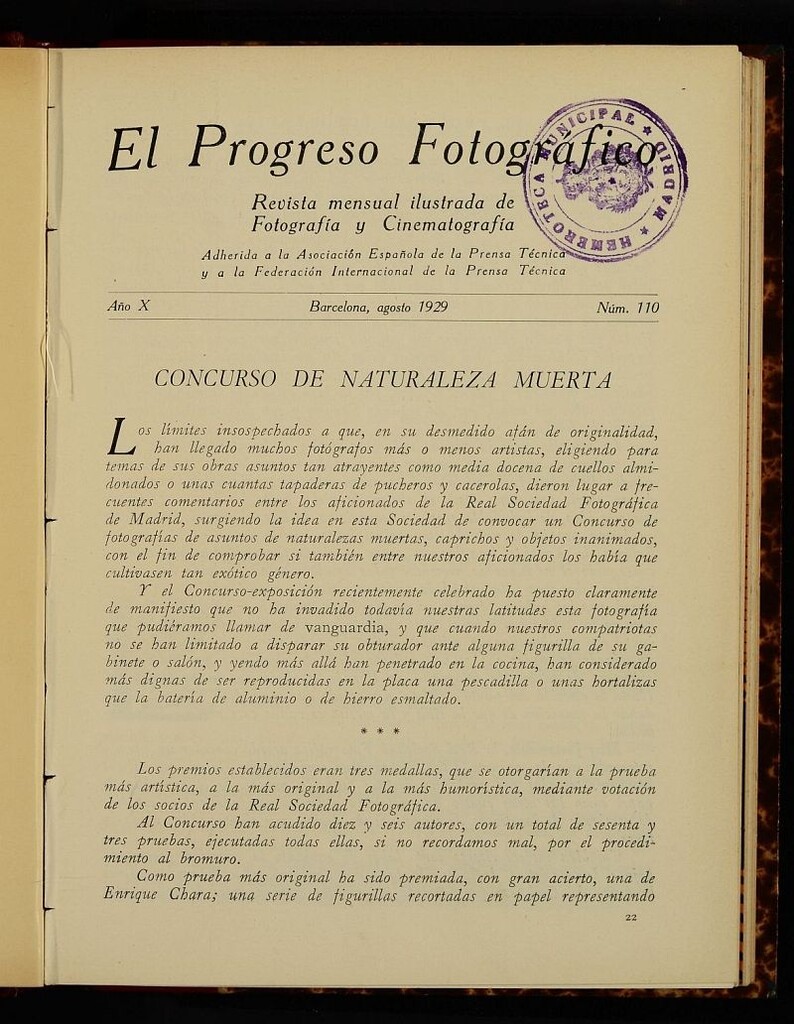 El Progreso Fotográfico
HEMEROTECA MUNICIPAL ★ MADRID ★
Revista mensual ilustrada de
Fotografía y Cinematografía
Adherida a la Asociación Española de la Prensa Técnica
y a la Federación Internacional de la Prensa Técnica
Año X Barcelona, agosto 1929 Núm. 110
CONCURSO DE NATURALEZA MUERTA
Los límites insospechados a que, en su desmedido afán de originalidad,
han llegado muchos fotógrafos más o menos artistas, eligiendo para
temas de sus obras asuntos tan atrayentes como media docena de cuellos almi-
donados o unas cuantas tapaderas de pucheros y cacerolas, dieron lugar a fre-
cuentes comentarios entre los aficionados de la Real Sociedad Fotográfica
de Madrid, surgiendo la idea en esta Sociedad de convocar un Concurso de
fotografías de asuntos de naturalezas muertas, caprichos y objetos inanimados,
con el fin de comprobar si también entre nuestros aficionados los había que
cultivasen tan exótico género.
Y el Concurso-exposición recientemente celebrado ha puesto claramente
de manifiesto que no ha invadido todavía nuestras latitudes esta fotografía
que pudiéramos llamar de vanguardia, y que cuando nuestros compatriotas
no se han limitado a disparar su obturador ante alguna figurilla de su ga-
binete o salón, y yendo más allá han penetrado en la cocina, han considerado
más dignas de ser reproducidas en la placa una pescadilla o unas hortalizas
que la batería de aluminio o de hierro esmaltado.
* * *
Los premios establecidos eran tres medallas, que se otorgarían a la prueba
más artística, a la más original y a la más humorística, mediante votación
de los socios de la Real Sociedad Fotográfica.
Al Concurso han acudido diez y seis autores, con un total de sesenta y
tres pruebas, ejecutadas todas ellas, si no recordamos mal, por el procedi-
miento al bromuro.
Como prueba más original ha sido premiada, con gran acierto, una de
Enrique Chara; una serie de figurillas recortadas en papel representando
22